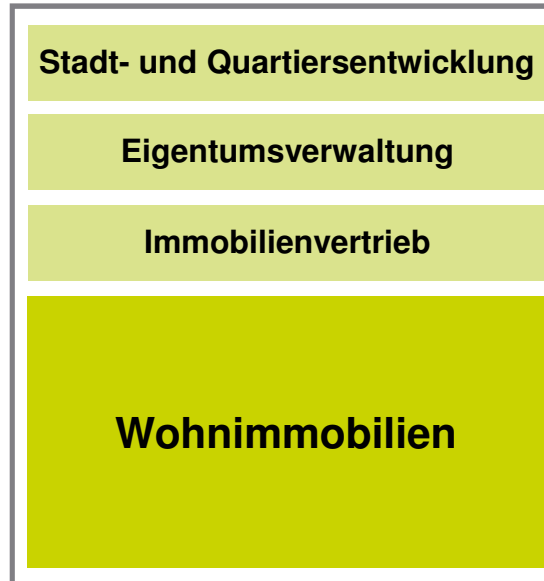 Stadt- und Quartiersentwicklung
Eigentumsverwaltung
Immobilienvertrieb
Wohnimmobilien